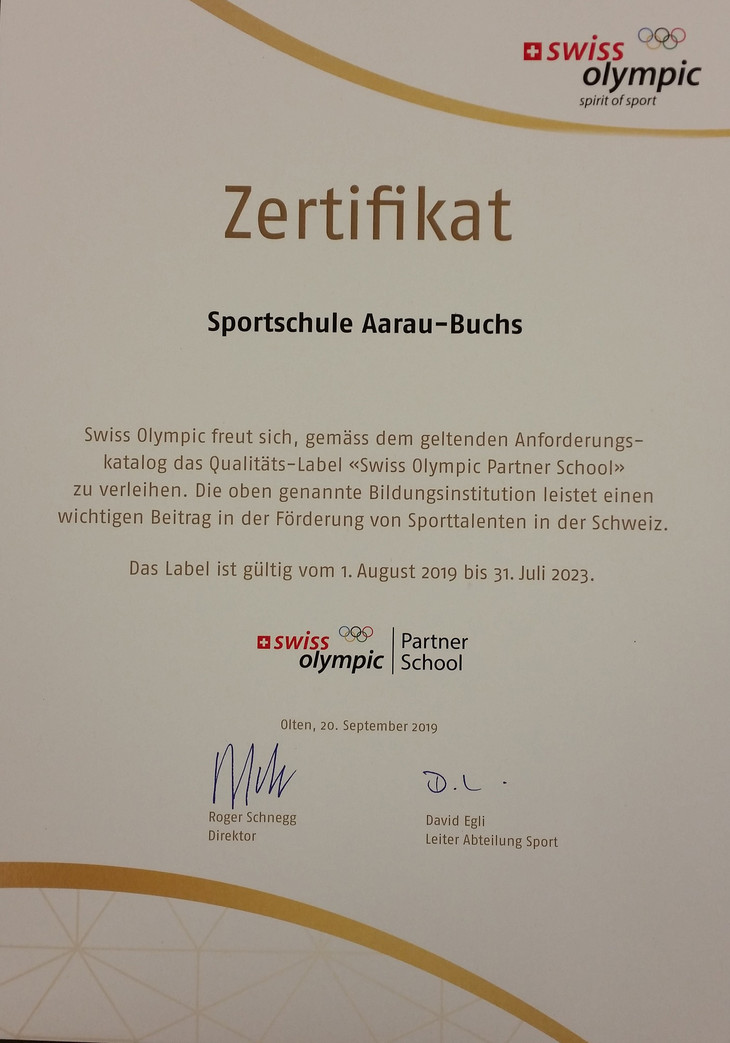 swiss
olympic
spirit of sport
Zertifikat
Sportschule Aarau-Buchs
Swiss Olympic freut sich, gemäss dem geltenden Anforderungs-
katalog das Qualitäts-Label «Swiss Olympic Partner School»
zu verleihen. Die oben genannte Bildungsinstitution leistet einen
wichtigen Beitrag in der Förderung von Sporttalenten in der Schweiz.
Das Label ist gültig vom 1. August 2019 bis 31. Juli 2023.
swiss
olympic
Partner
School
Olten, 20. September 2019
Roger Schnegg
Direktor
David Egli
Leiter Abteilung Sport